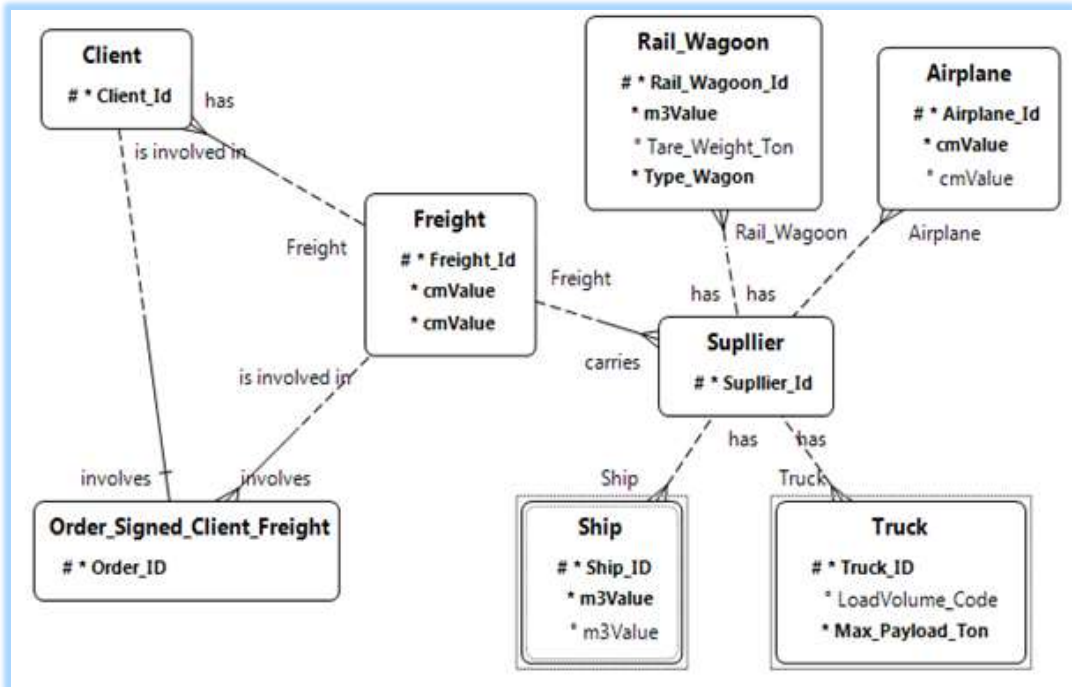 Client
# * Client_Id
has
is involved in
Rail_Wagoon
# * Rail_Wagoon_Id
* m3Value
° Tare_Weight_Ton
* Type_Wagon
Airplane
# * Airplane_Id
* cmValue
° cmValue
Freight
Freight
# * Freight_Id
* cmValue
* cmValue
Rail_Wagoon
Airplane
Freight
has
has
carries
Supllier
# * Supllier_Id
is involved in
has
has
involves
involves
Ship
Truck
Order_Signed_Client_Freight
# * Order_ID
Ship
# * Ship_ID
* m3Value
° m3Value
Truck
# * Truck_ID
° LoadVolume_Code
* Max_Payload_Ton